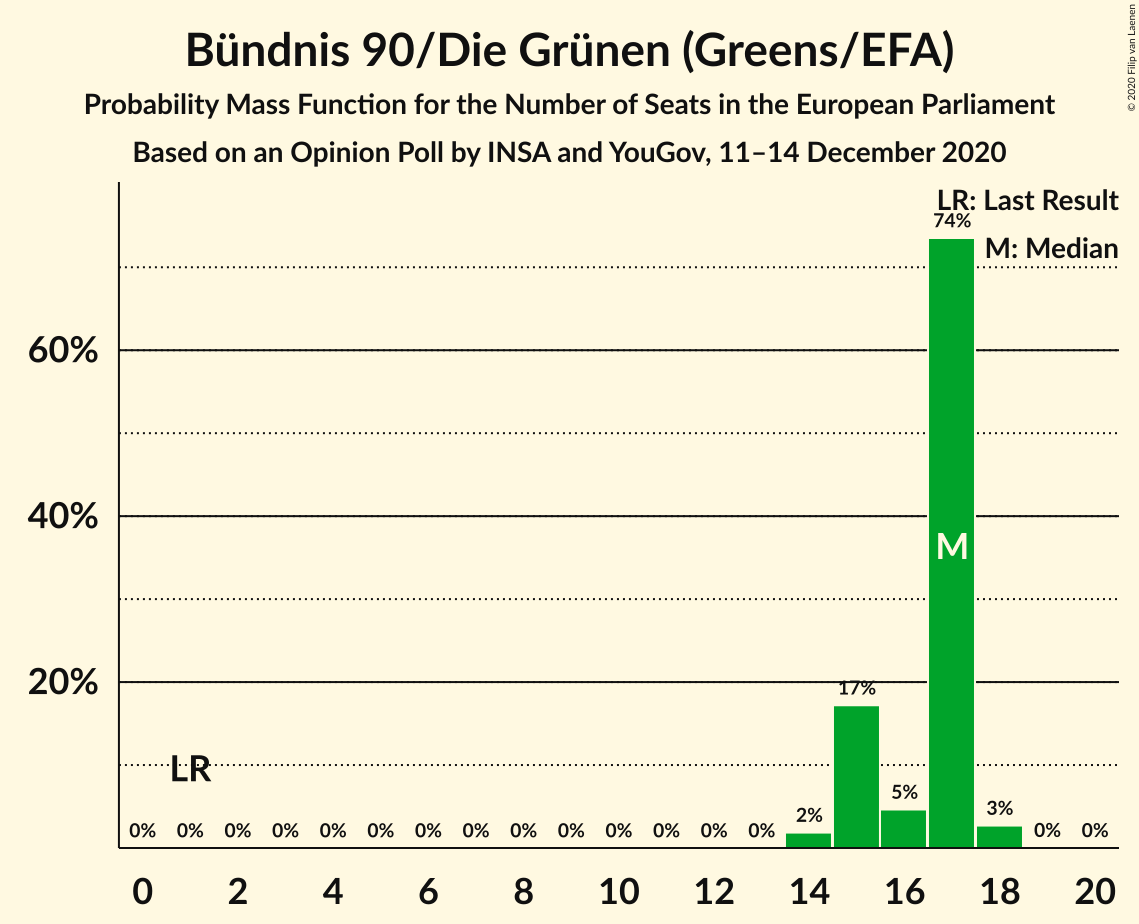 Bündnis 90/Die Grünen (Greens/EFA)
Probability Mass Function for the Number of Seats in the European Parliament
Based on an Opinion Poll by INSA and YouGov, 11–14 December 2020
© 2020 Filip van Laenen
LR: Last Result
74%
M: Median
60%
40%
M
20%
17%
LR
5%
3%
2%
0% 0% 0% 0% 0% 0% 0% 0% 0% 0% 0% 0% 0% 0% 0% 0%
0 2 4 6 8 10 12 14 16 18 20